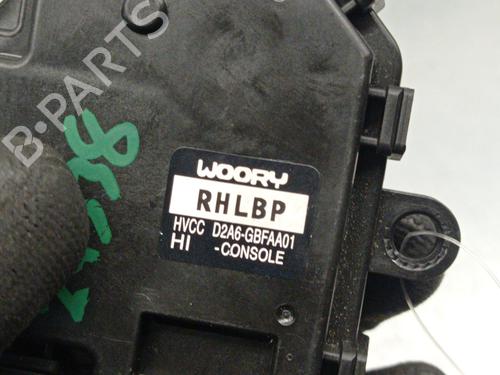 B-PARTS
WOORY
RHLBP
HVCC D2A6-GBFAA01
HI -CONSOLE